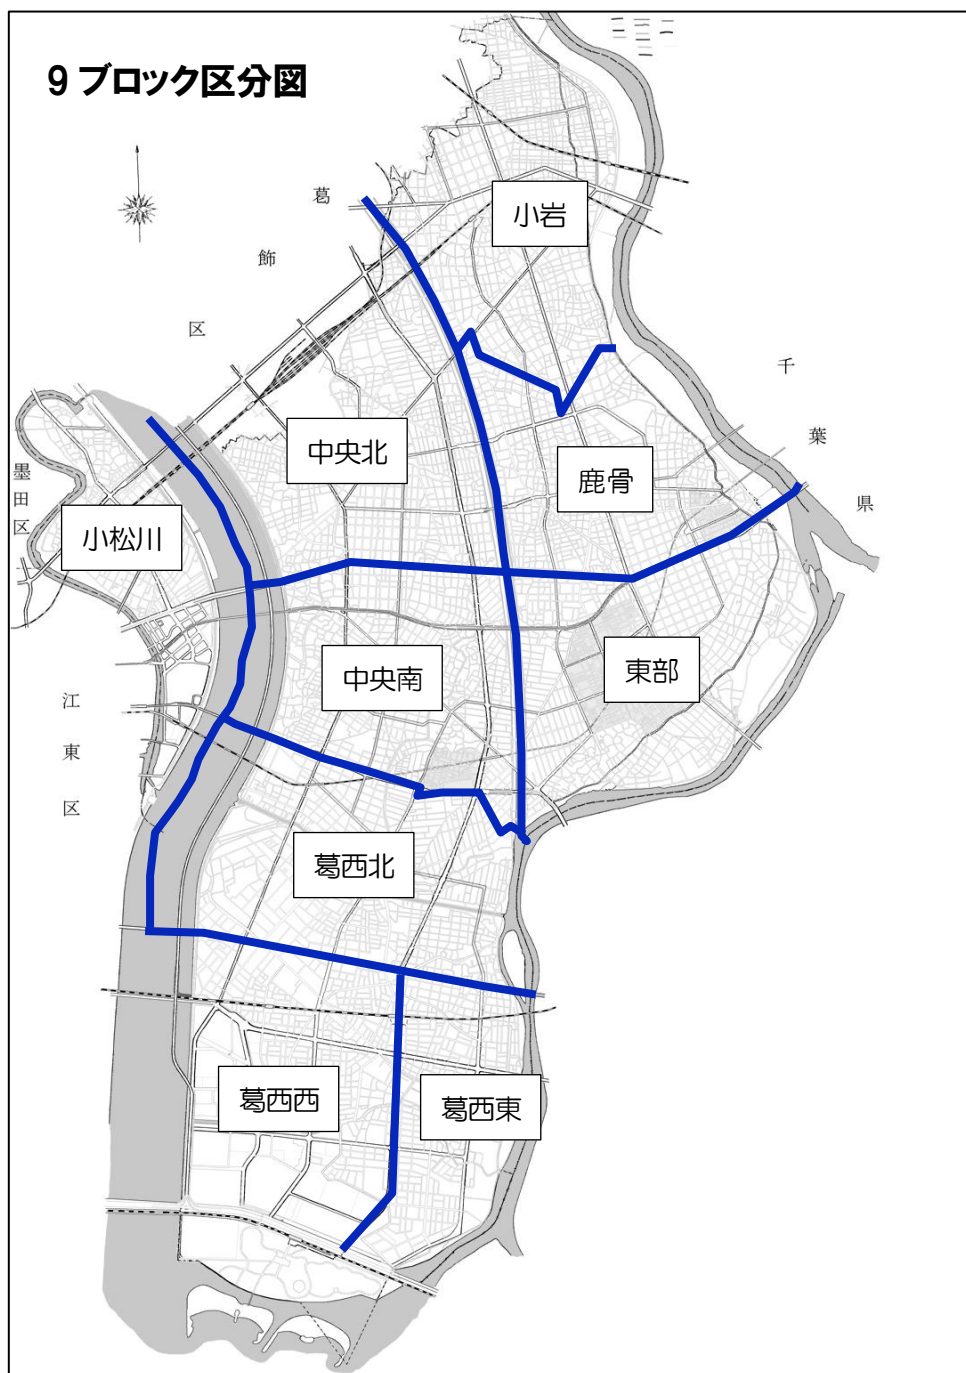 9 ブロック区分図
葛飾区
小岩
千葉県
中央北
鹿骨
墨田区
小松川
中央南
東部
江東区
葛西北
葛西西
葛西東